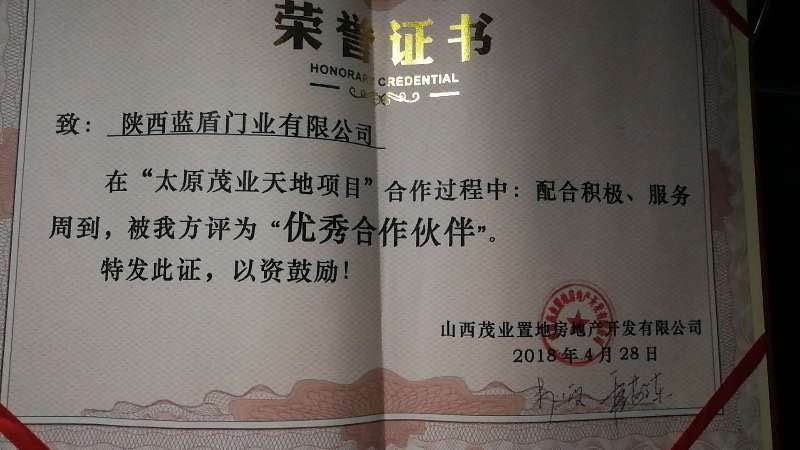 荣誉证书
HONORARY CREDENTIAL
致：陕西蓝盾门业有限公司
在“太原茂业天地项目”合作过程中：配合积极、服务
周到，被我方评为“优秀合作伙伴”。
特发此证，以资鼓励！
山西茂业置地房地产开发有限公司
2018年4月28日